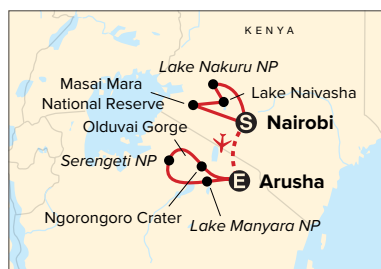 KENYA
Lake Nakuru NP
Masai Mara
National Reserve
Lake Naivasha
Olduvai Gorge
S Nairobi
Serengeti NP
E Arusha
Ngorongoro Crater
Lake Manyara NP